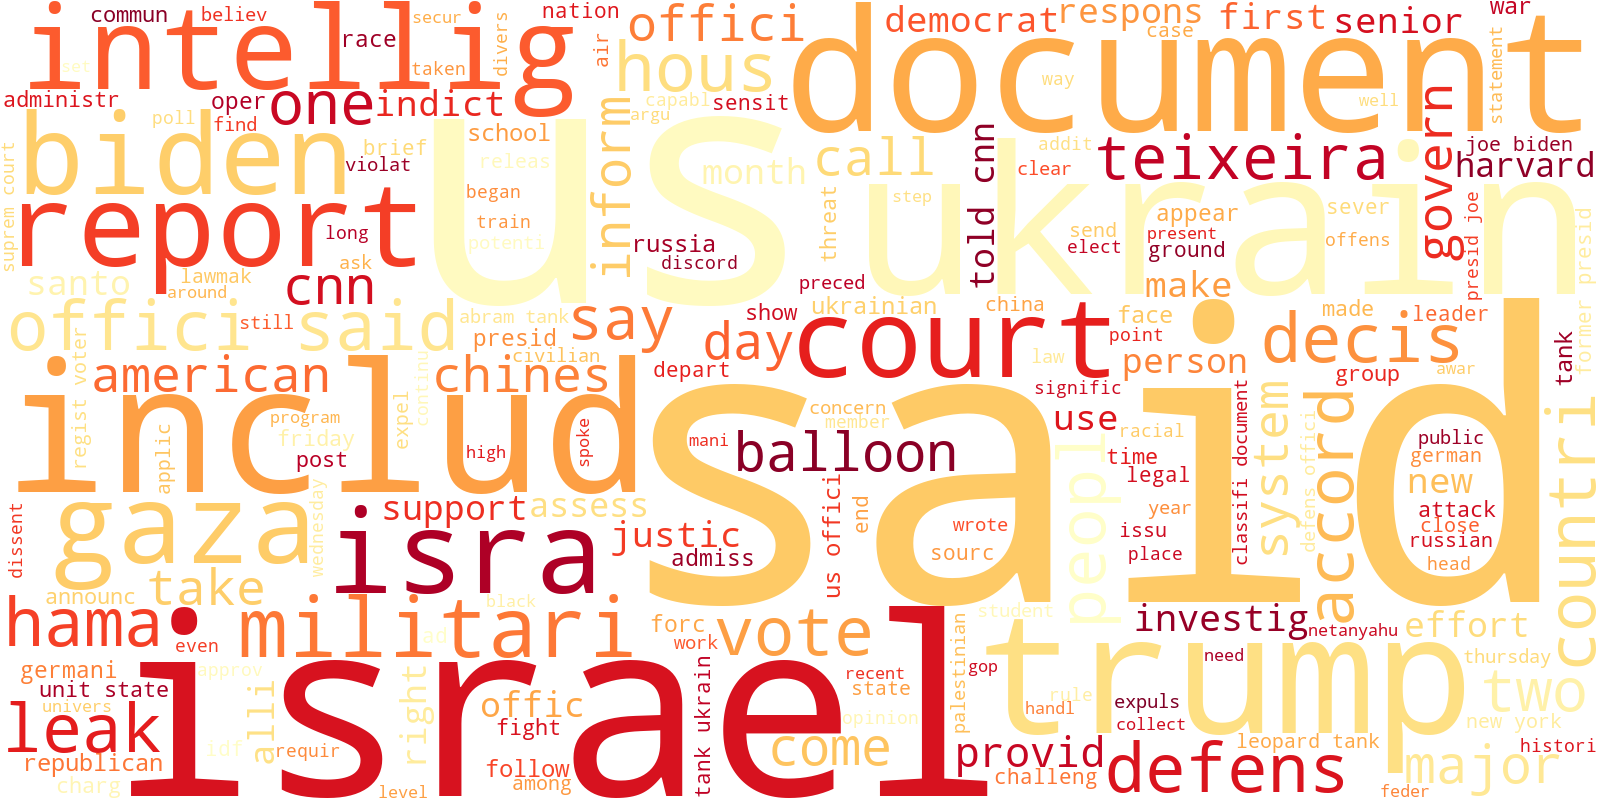 commun
believ
secur
nation
offici
democrat
respons
first
senior
war
intellig
race
divers
air
hous
document
case
statement
set
taken
way
administr
oper
one
indict
inform
capabl
sensit
well
find
argu
govern
biden
poll
brief
school
us
call
told cnn
addit
teixeira
joe biden
suprem court
violat
releas
month
clear
harvard
report
began
threat
ukrain
step
appear
sever
presid joe
former presid
long
train
potenti
russia
discord
send
elect
present
ground
offens
santo
lawmak
ask
cnn
around
preced
make
offici said
still
abram tank
presid
say
show
ukrainian
china
face
made
leader
regist voter
civilian
day
court
point
decis
tank
includ
american
continu
chines
depart
law
person
group
awar
signific
program
expel
concern
member
use
classifi document
applic
friday
post
high
spoke
mani
balloon
said
peopl
racial
time
system
defens offici
accord
public
german
countri
dissent
gaza
wednesday
support
assess
us offici
end
legal
new
attack
isra
justic
admiss
wrote
sourc
year
issu
place
close
russian
head
announc
take
black
hama
militari
even
forc
work
vote
palestinian
student
investig
netanyahu
effort
germani
approv
ad
tank ukrain
recent
state
gop
trump
need
thursday
unit state
univers
alli
right
offic
fight
opinion
rule
handl
expuls
collect
two
new york
leak
israel
idf
requir
follow
come
provid
leopard tank
histori
republican
charg
level
among
challeng
defens
major
feder